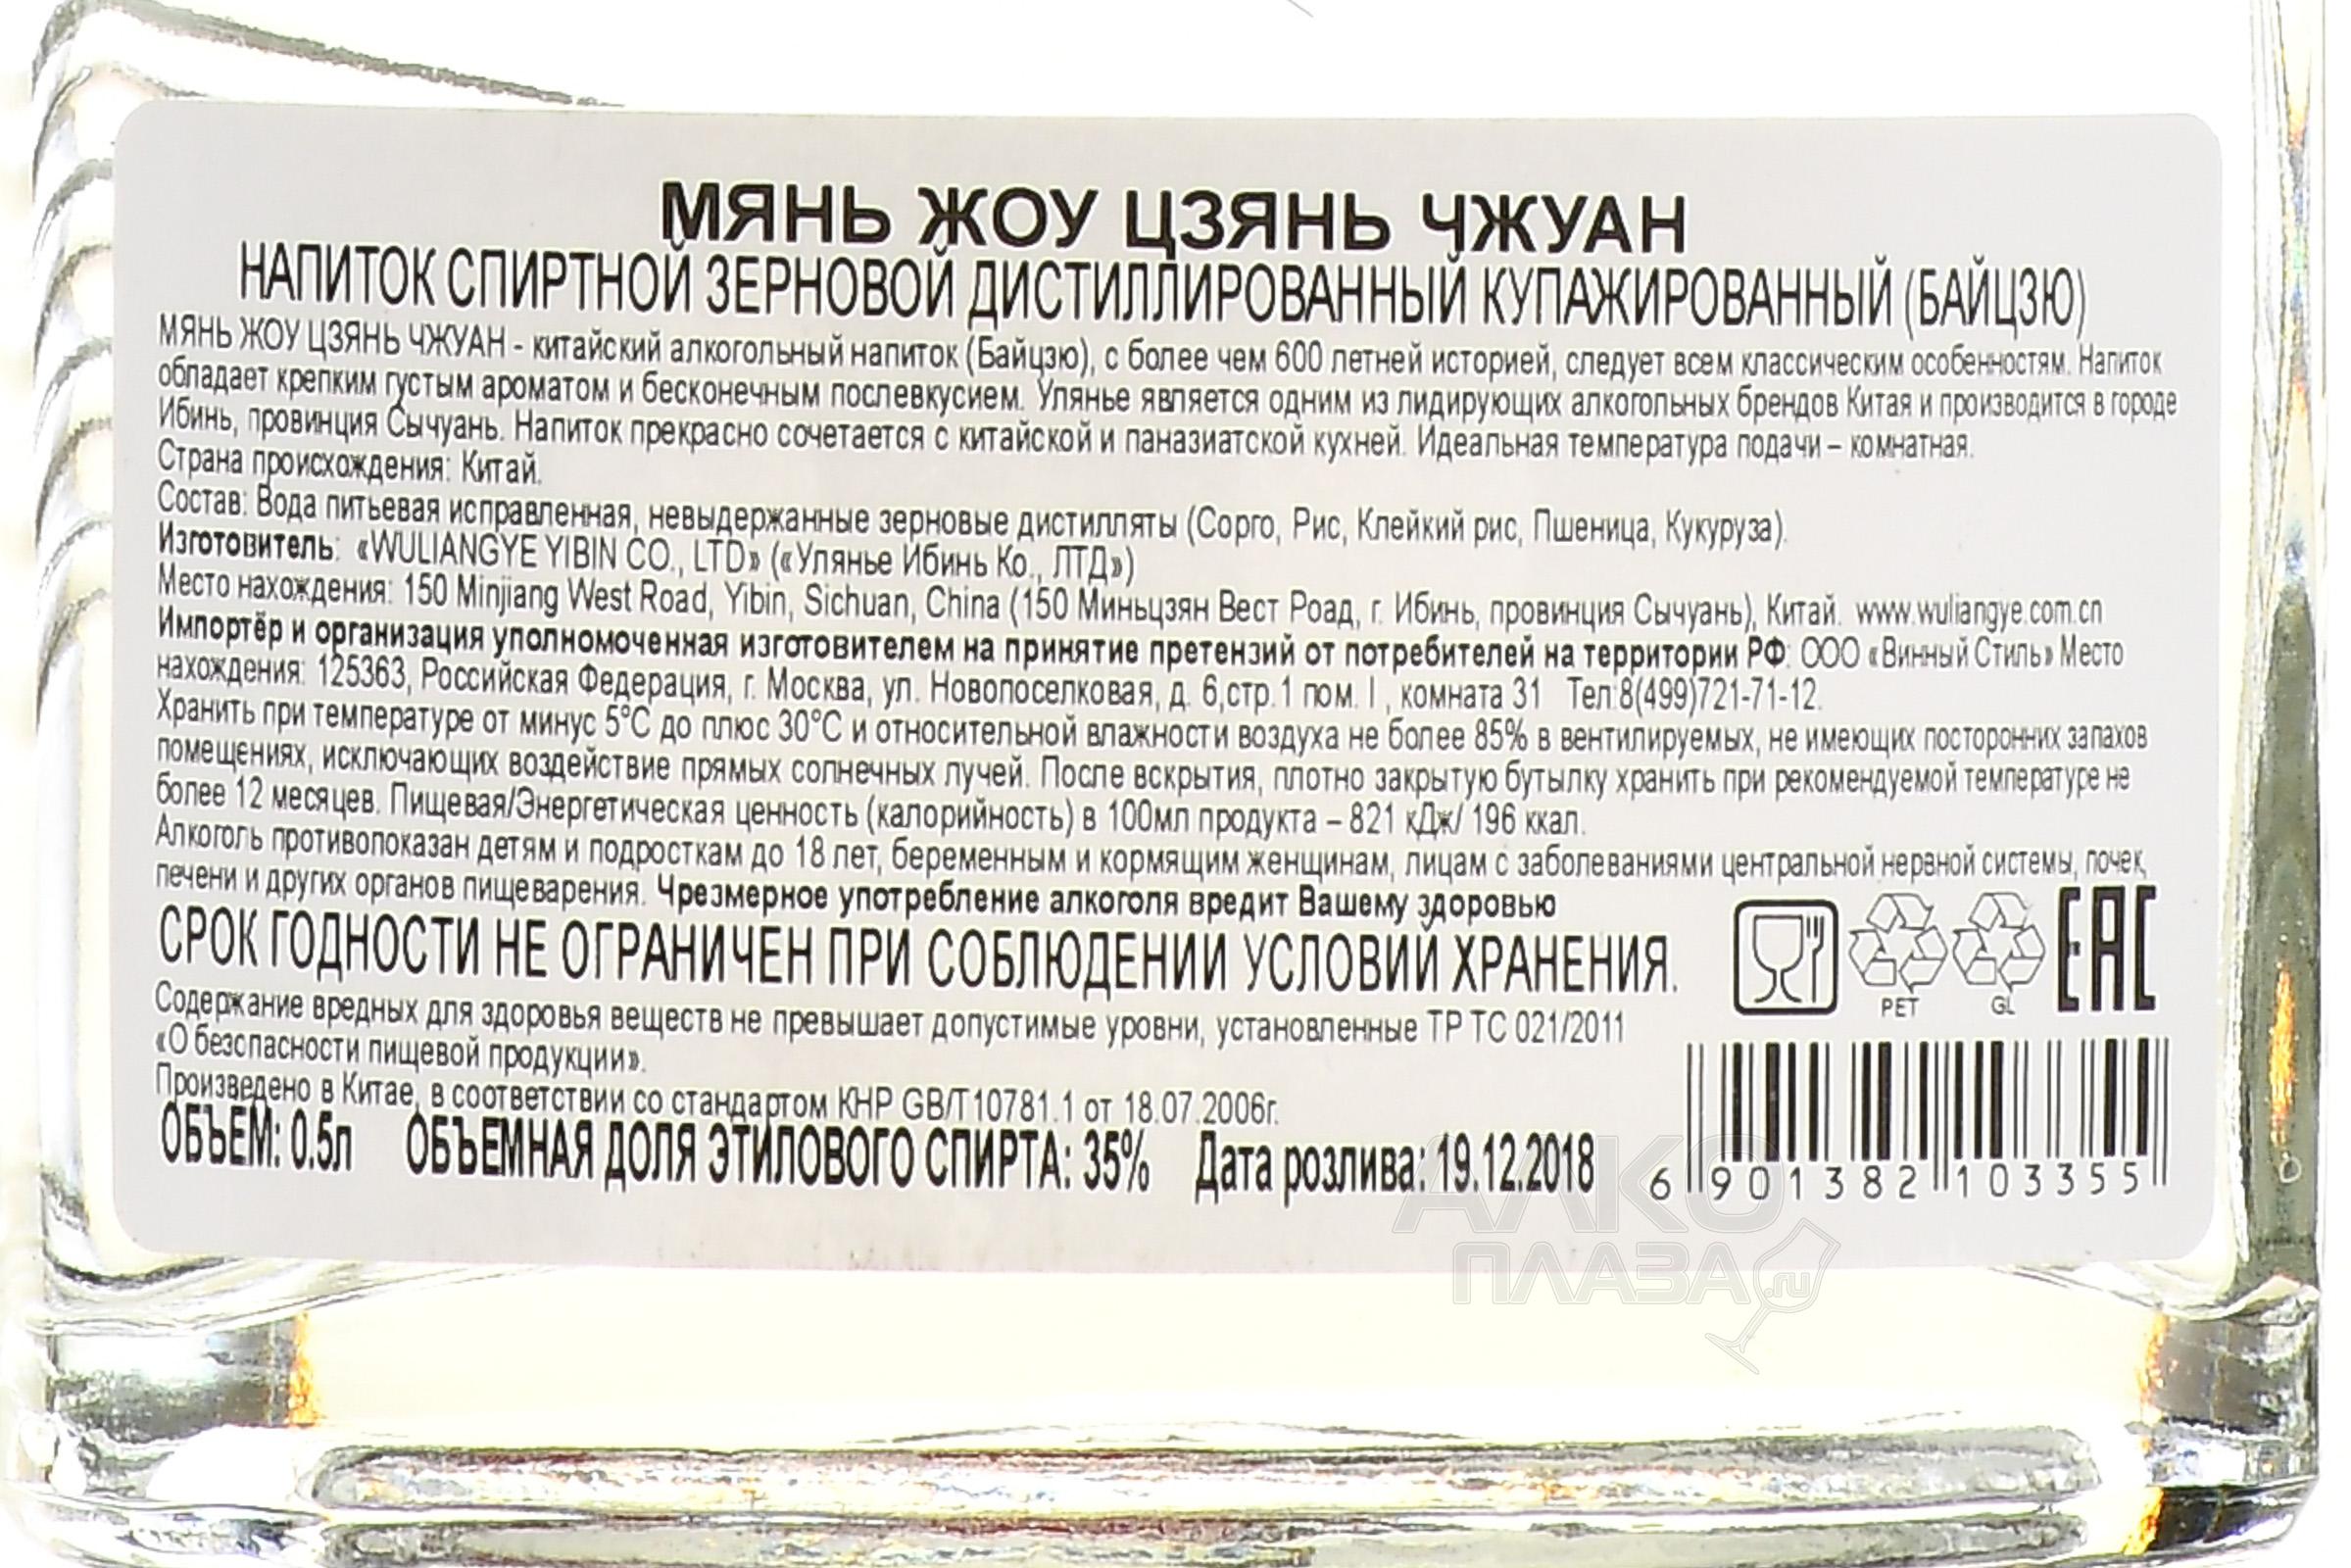 МЯНЬ ЖОУ ЦЗЯНЬ ЧЖУАН
НАПИТОК СПИРТНОЙ ЗЕРНОВОЙ ДИСТИЛЛИРОВАННЫЙ КУПАЖИРОВАННЫЙ (БАЙЦЗЮ)
МЯНЬ ЖОУ ЦЗЯНЬ ЧЖУАН - китайский алкогольный напиток (Байцзю), с более чем 600 летней историей, следует всем классическим особенностям. Напиток
обладает крепким густым ароматом и бесконечным послевкусием. Улянье является одним из лидирующих алкогольных брендов Китая и производится в городе
Ибинь, провинция Сычуань. Напиток прекрасно сочетается с китайской и паназиатской кухней. Идеальная температура подачи – комнатная.
Страна происхождения: Китай.
Состав: Вода питьевая исправленная, невыдержанные зерновые дистилляты (Сорго, Рис, Клейкий рис, Пшеница, Кукуруза).
Изготовитель: «WULIANGYE YIBIN CO., LTD» («Улянье Ибинь Ко., ЛТД»)
Место нахождения: 150 Minjiang West Road, Yibin, Sichuan, China (150 Миньцзян Вест Роад, г. Ибинь, провинция Сычуань), Китай. www.wuliangye.com.cn
Импортёр и организация уполномоченная изготовителем на принятие претензий от потребителей на территории РФ: ООО «Винный Стиль» Место
нахождения: 125363, Российская Федерация, г. Москва, ул. Новопоселковая, д. 6,стр.1 пом. I , комната 31 Тел:8(499)721-71-12.
Хранить при температуре от минус 5°С до плюс 30°С и относительной влажности воздуха не более 85% в вентилируемых, не имеющих посторонних запахов
помещениях, исключающих воздействие прямых солнечных лучей. После вскрытия, плотно закрытую бутылку хранить при рекомендуемой температуре не
более 12 месяцев. Пищевая/Энергетическая ценность (калорийность) в 100мл продукта – 821 кДж/ 196 ккал.
Алкоголь противопоказан детям и подросткам до 18 лет, беременным и кормящим женщинам, лицам с заболеваниями центральной нервной системы, почек,
печени и других органов пищеварения. Чрезмерное употребление алкоголя вредит Вашему здоровью
СРОК ГОДНОСТИ НЕ ОГРАНИЧЕН ПРИ СОБЛЮДЕНИИ УСЛОВИЙ ХРАНЕНИЯ.
PET GL EAC
Содержание вредных для здоровья веществ не превышает допустимые уровни, установленные ТР ТС 021/2011
«О безопасности пищевой продукции».
Произведено в Китае, в соответствии со стандартом КНР GB/T10781.1 от 18.07.2006г.
ОБЪЕМ: 0.5л ОБЪЕМНАЯ ДОЛЯ ЭТИЛОВОГО СПИРТА: 35% Дата розлива: 19.12.2018
6 901382 103355
АЛКО
ПЛАЗА .ru